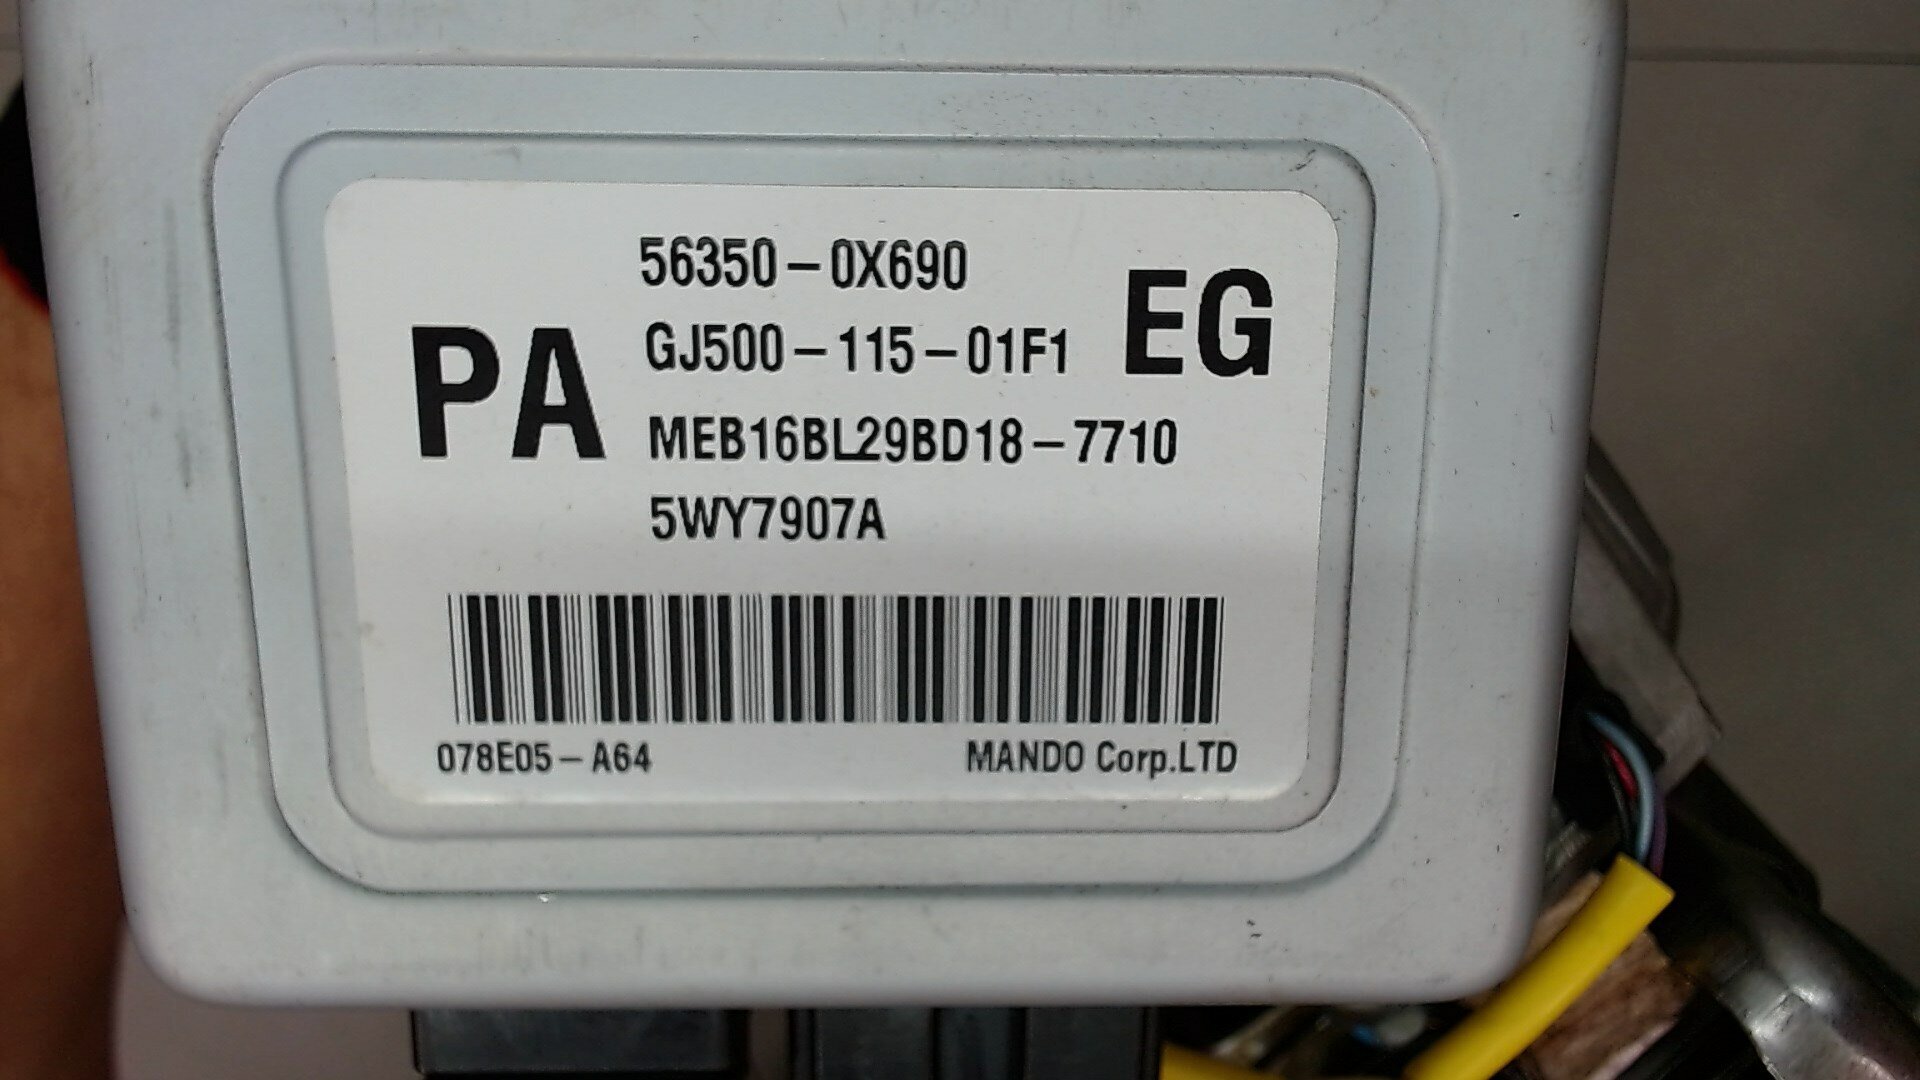 56350-0X690
EG
GJ500-115-01F1
PA
MEB16BL29BD18-7710
5WY7907A
078E05-A64
MANDO Corp.LTD